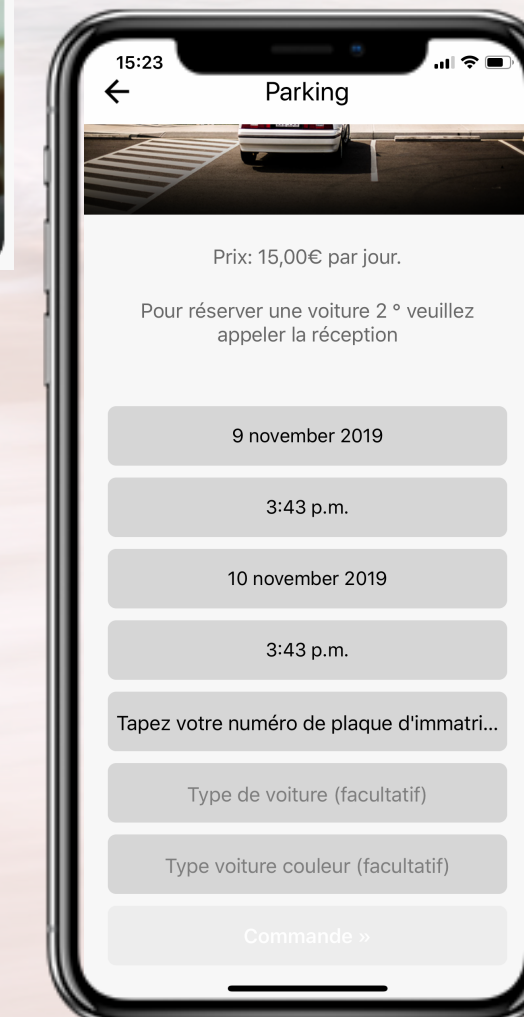 15:23
Parking
Prix: 15,00€ par jour.
Pour réserver une voiture 2 ° veuillez
appeler la réception
9 november 2019
3:43 p.m.
10 november 2019
3:43 p.m.
Tapez votre numéro de plaque d'immatri...
Type de voiture (facultatif)
Type voiture couleur (facultatif)
Commande »